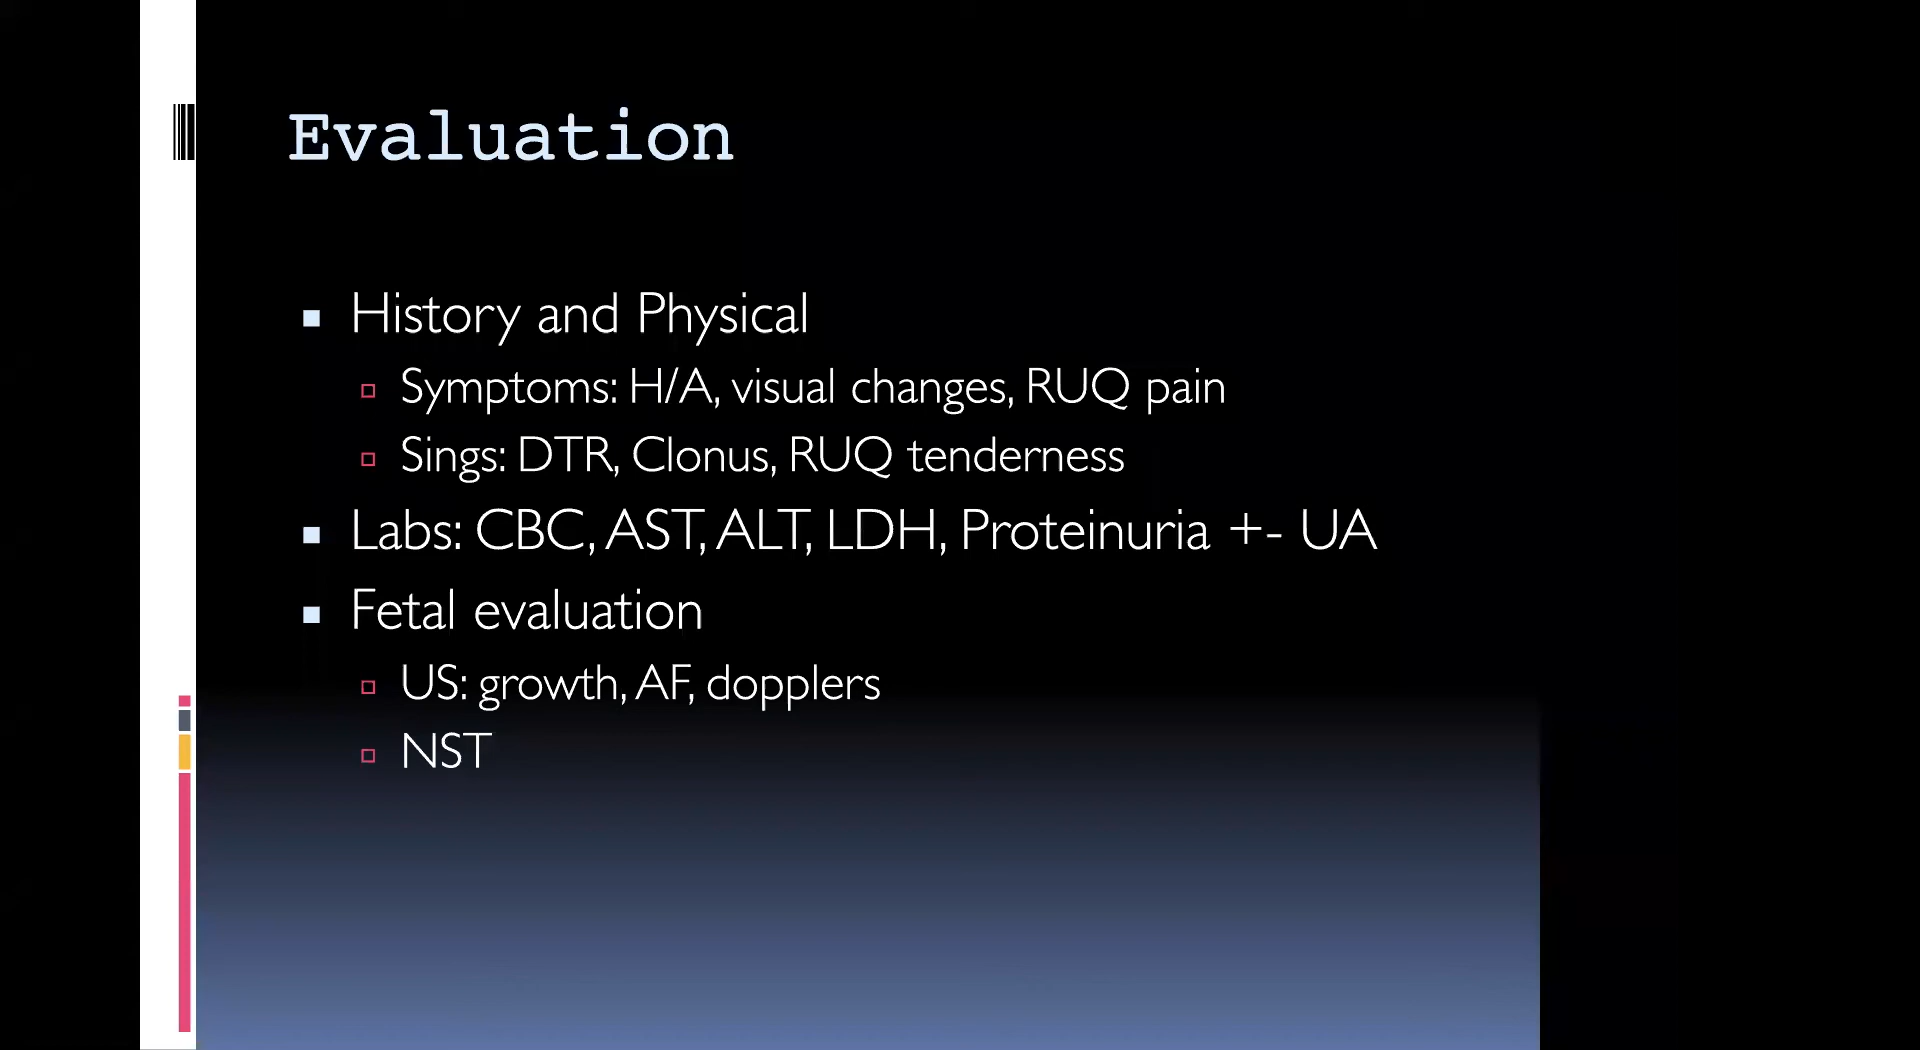 Evaluation
History and Physical
Symptoms: H/A, visual changes, RUQ pain
Sings: DTR, Clonus, RUQ tenderness
Labs: CBC, AST, ALT, LDH, Proteinuria +- UA
Fetal evaluation
US: growth, AF, dopplers
NST